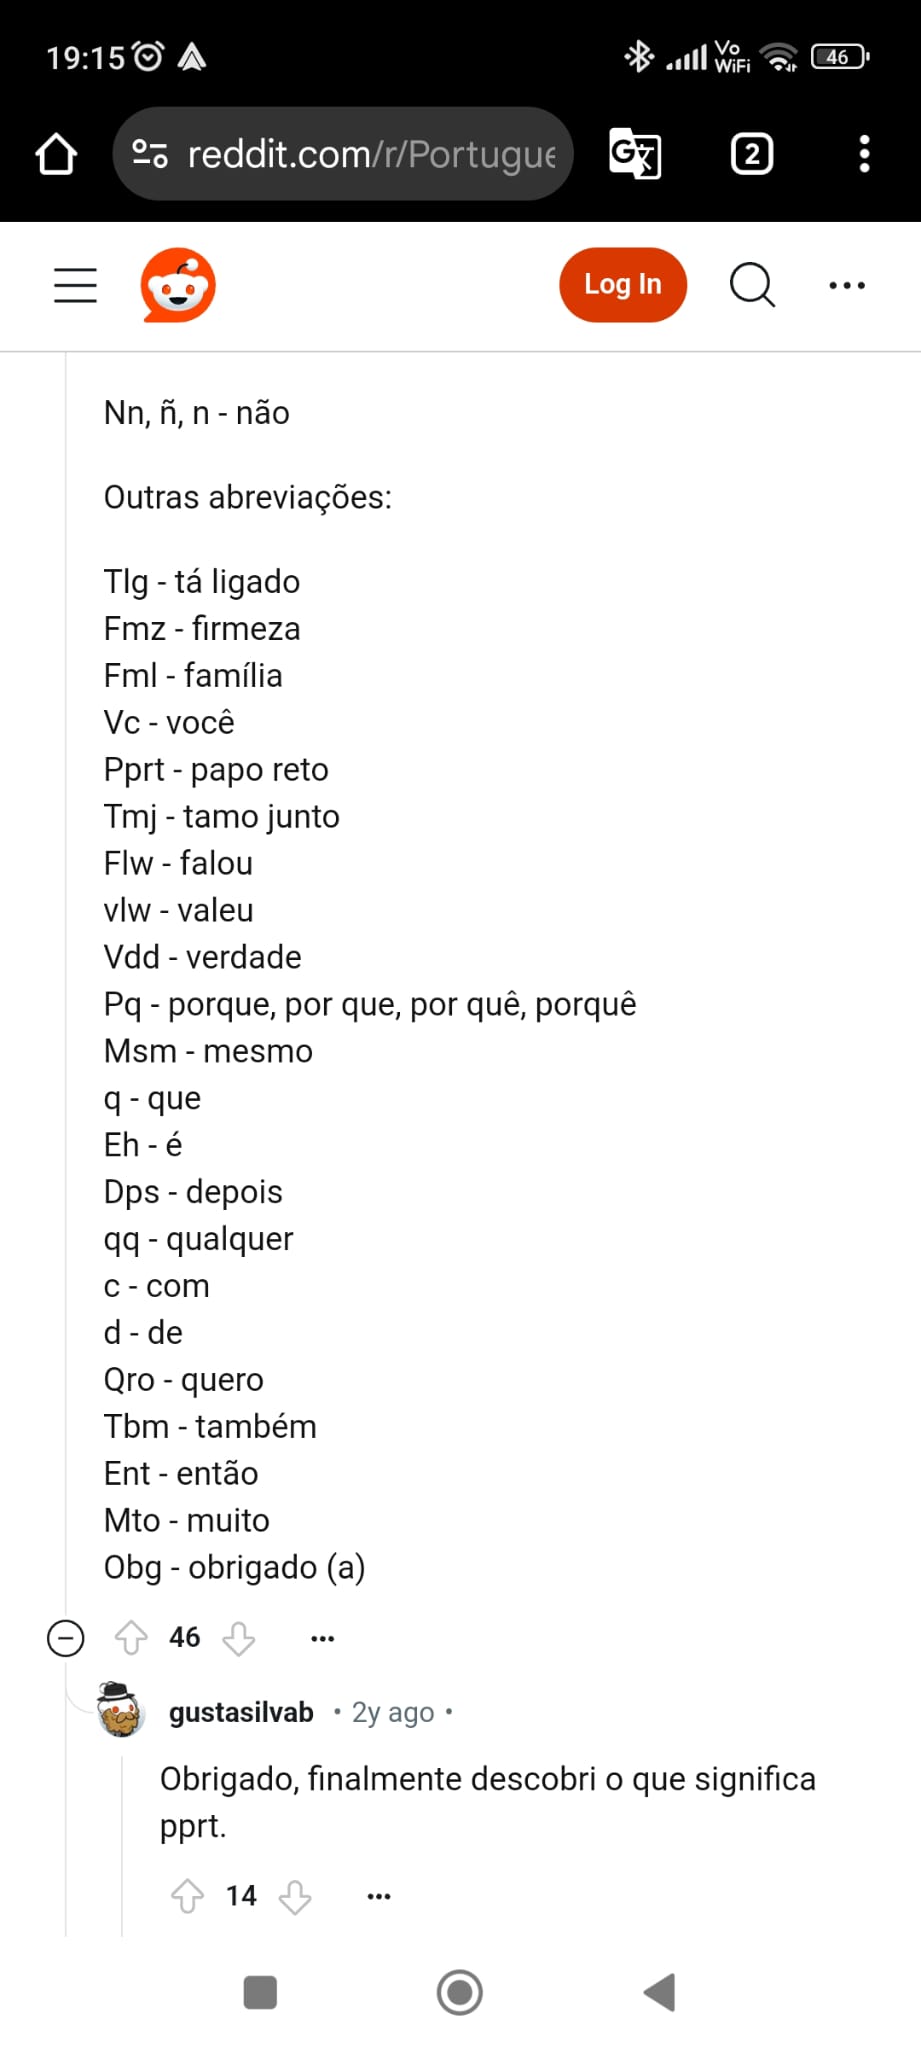 19:15
Vo
WiFi
46
reddit.com/r/Portugue
G
2
Log In
Nn, ñ, n - não
Outras abreviações:
Tlg - tá ligado
Fmz - firmeza
Fml - família
Vc - você
Pprt - papo reto
Tmj - tamo junto
Flw - falou
vlw - valeu
Vdd - verdade
Pq - porque, por que, por quê, porquê
Msm - mesmo
q - que
Eh - é
Dps - depois
qq - qualquer
c - com
d - de
Qro - quero
Tbm - também
Ent - então
Mto - muito
Obg - obrigado (a)
46
gustasilvab • 2y ago •
Obrigado, finalmente descobri o que significa
pprt.
14